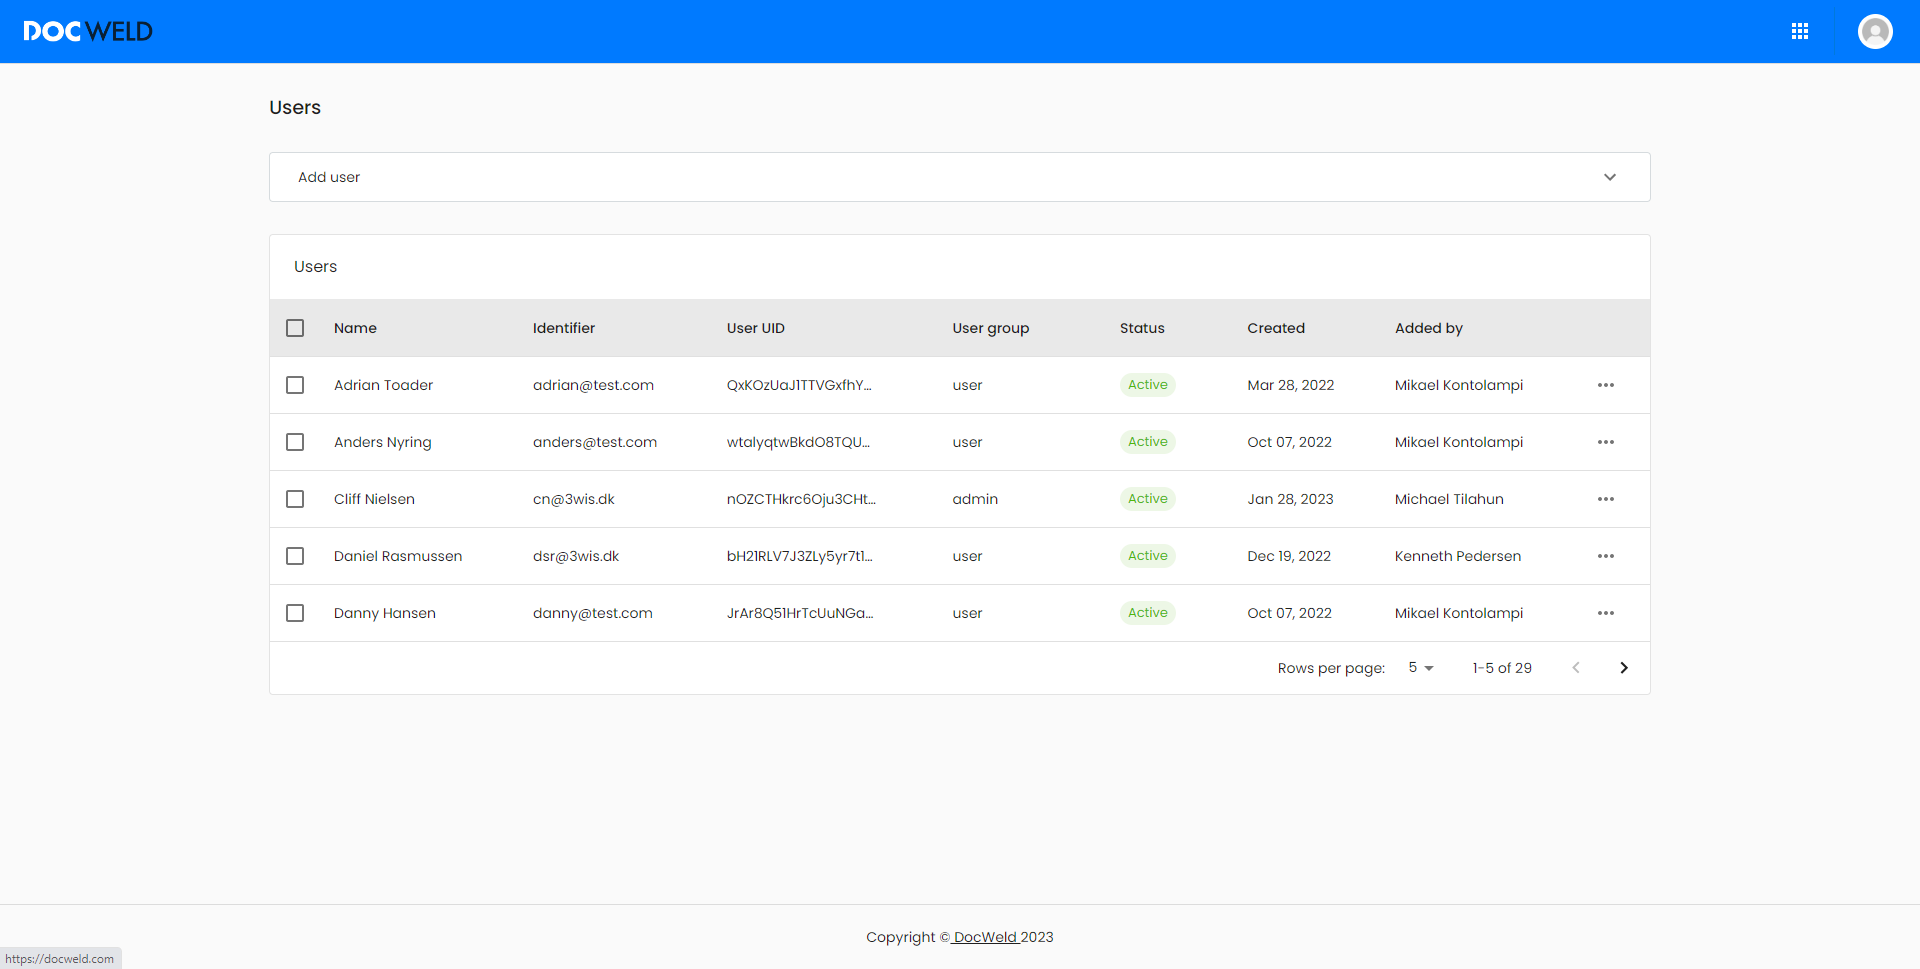 DOCWELD
Users
Add user
Users
Name Identifier User UID User group Status Created Added by
Adrian Toader adrian@test.com QxKOzUaJ1TTVGxfhY... user Active Mar 28, 2022 Mikael Kontolampi
Anders Nyring anders@test.com wtalyqtwBkdO8TQU... user Active Oct 07, 2022 Mikael Kontolampi
Cliff Nielsen cn@3wis.dk nOZCTHkrc6Oju3CHt... admin Active Jan 28, 2023 Michael Tilahun
Daniel Rasmussen dsr@3wis.dk bH21RLV7J3ZLy5yr7t1... user Active Dec 19, 2022 Kenneth Pedersen
Danny Hansen danny@test.com JrAr8Q51HrTcUuNGa... user Active Oct 07, 2022 Mikael Kontolampi
Rows per page: 5 1-5 of 29
Copyright © DocWeld 2023
https://docweld.com